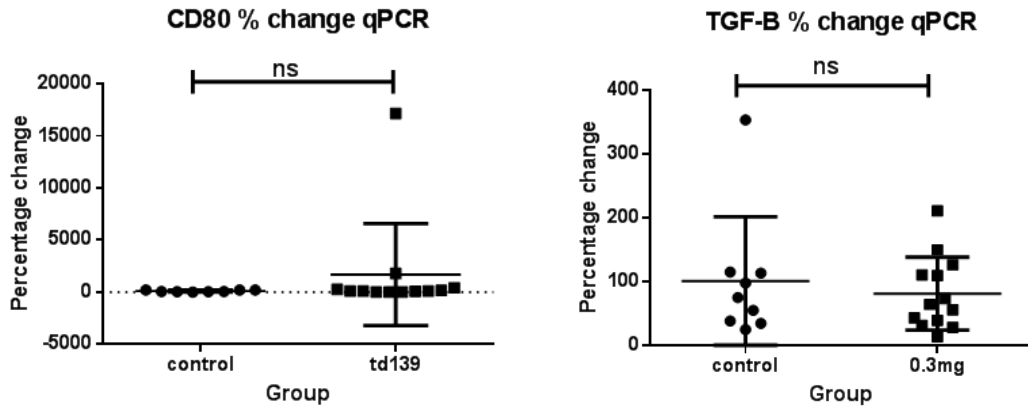 CD80 % change qPCR
ns
20000
15000
10000
5000
0
-5000
Percentage change
control
td139
Group
TGF-B % change qPCR
ns
400
300
200
100
0
Percentage change
control
0.3mg
Group